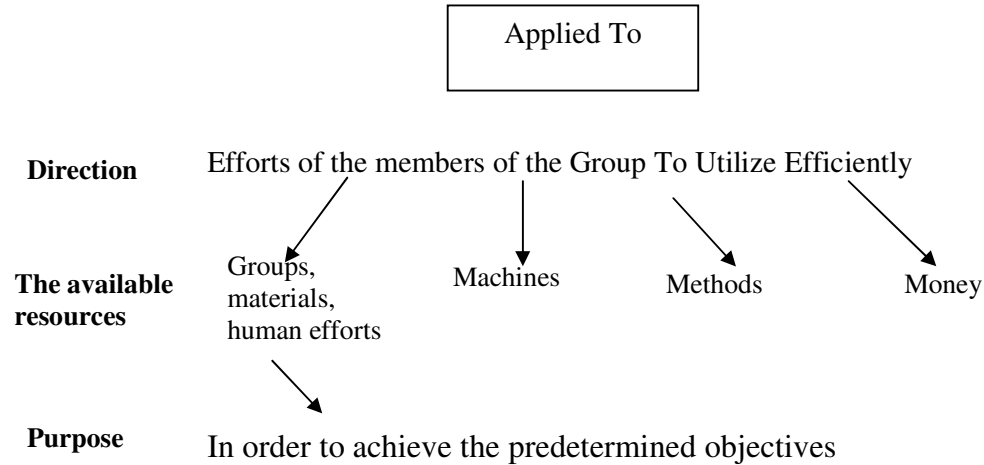 Applied To
Direction
Efforts of the members of the Group To Utilize Efficiently
The available
resources
Groups,
materials,
human efforts
Machines
Methods
Money
Purpose
In order to achieve the predetermined objectives